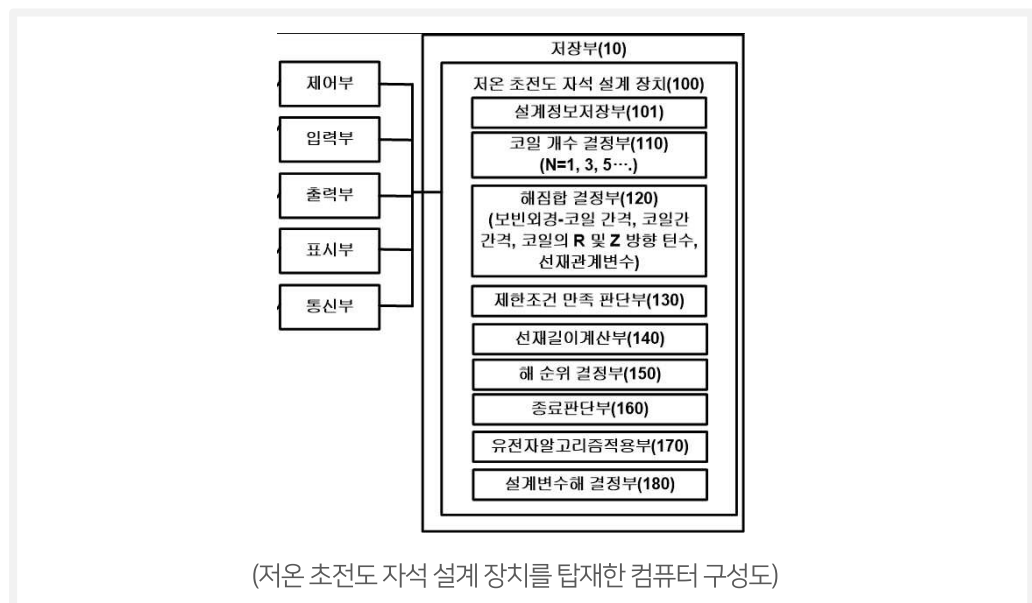 저장부(10)
제어부
입력부
출력부
표시부
통신부
저온 초전도 자석 설계 장치(100)
설계정보저장부(101)
코일 개수 결정부(110)
(N=1, 3, 5….)
해집합 결정부(120)
(보빈외경-코일 간격, 코일간
간격, 코일의 R 및 Z 방향 턴수,
선재관계변수)
제한조건 만족 판단부(130)
선재길이계산부(140)
해 순위 결정부(150)
종료판단부(160)
유전자알고리즘적용부(170)
설계변수해 결정부(180)
(저온 초전도 자석 설계 장치를 탑재한 컴퓨터 구성도)